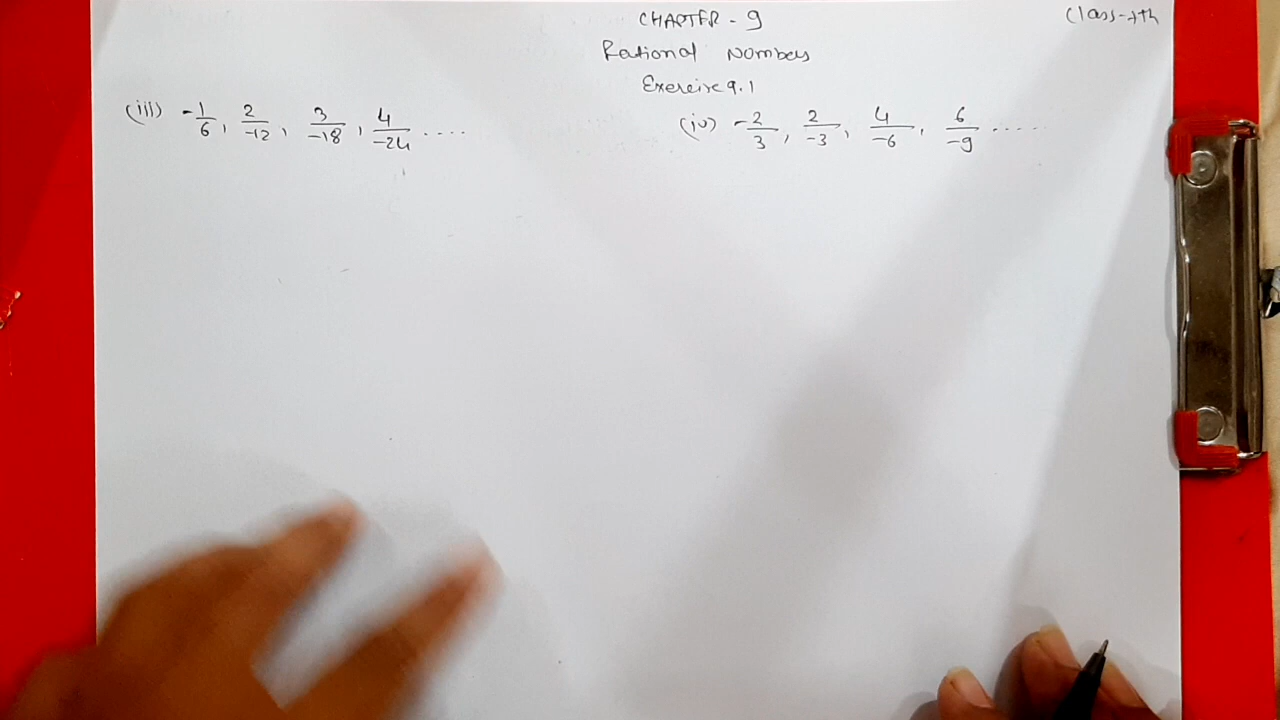 CHAPTER - 9
Class-7th
Rational Numbers
Exercise 9.1
(iii) -1/6, 2/-12, 3/-18, 4/-24 ....
(iv) -2/3, 2/-3, 4/-6, 6/-9 .....